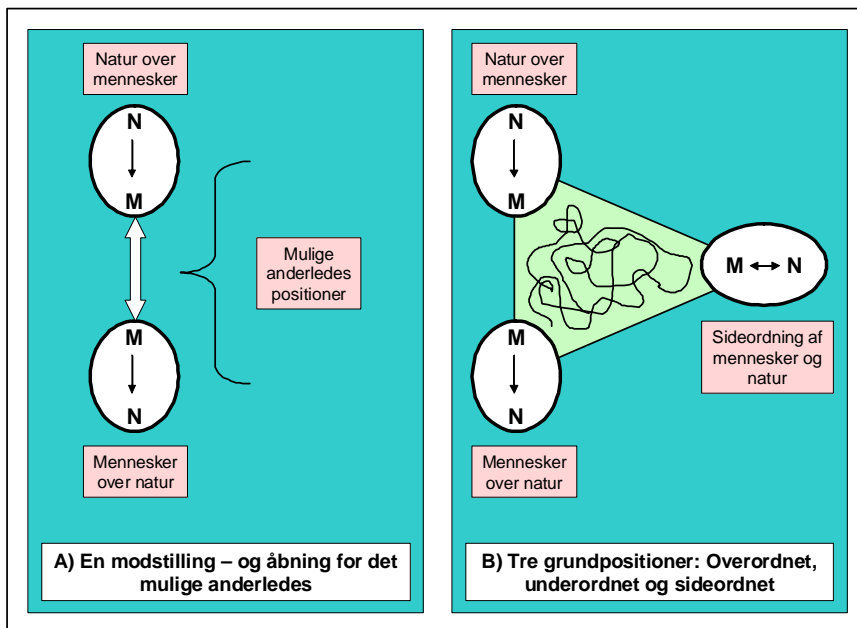 Natur over
mennesker
N
M
Mulige
anderledes
positioner
M
N
Mennesker
over natur
A) En modstilling – og åbning for det
mulige anderledes
Natur over
mennesker
N
M
M N
Sideordning af
mennesker og
natur
M
N
Mennesker
over natur
B) Tre grundpositioner: Overordnet,
underordnet og sideordnet